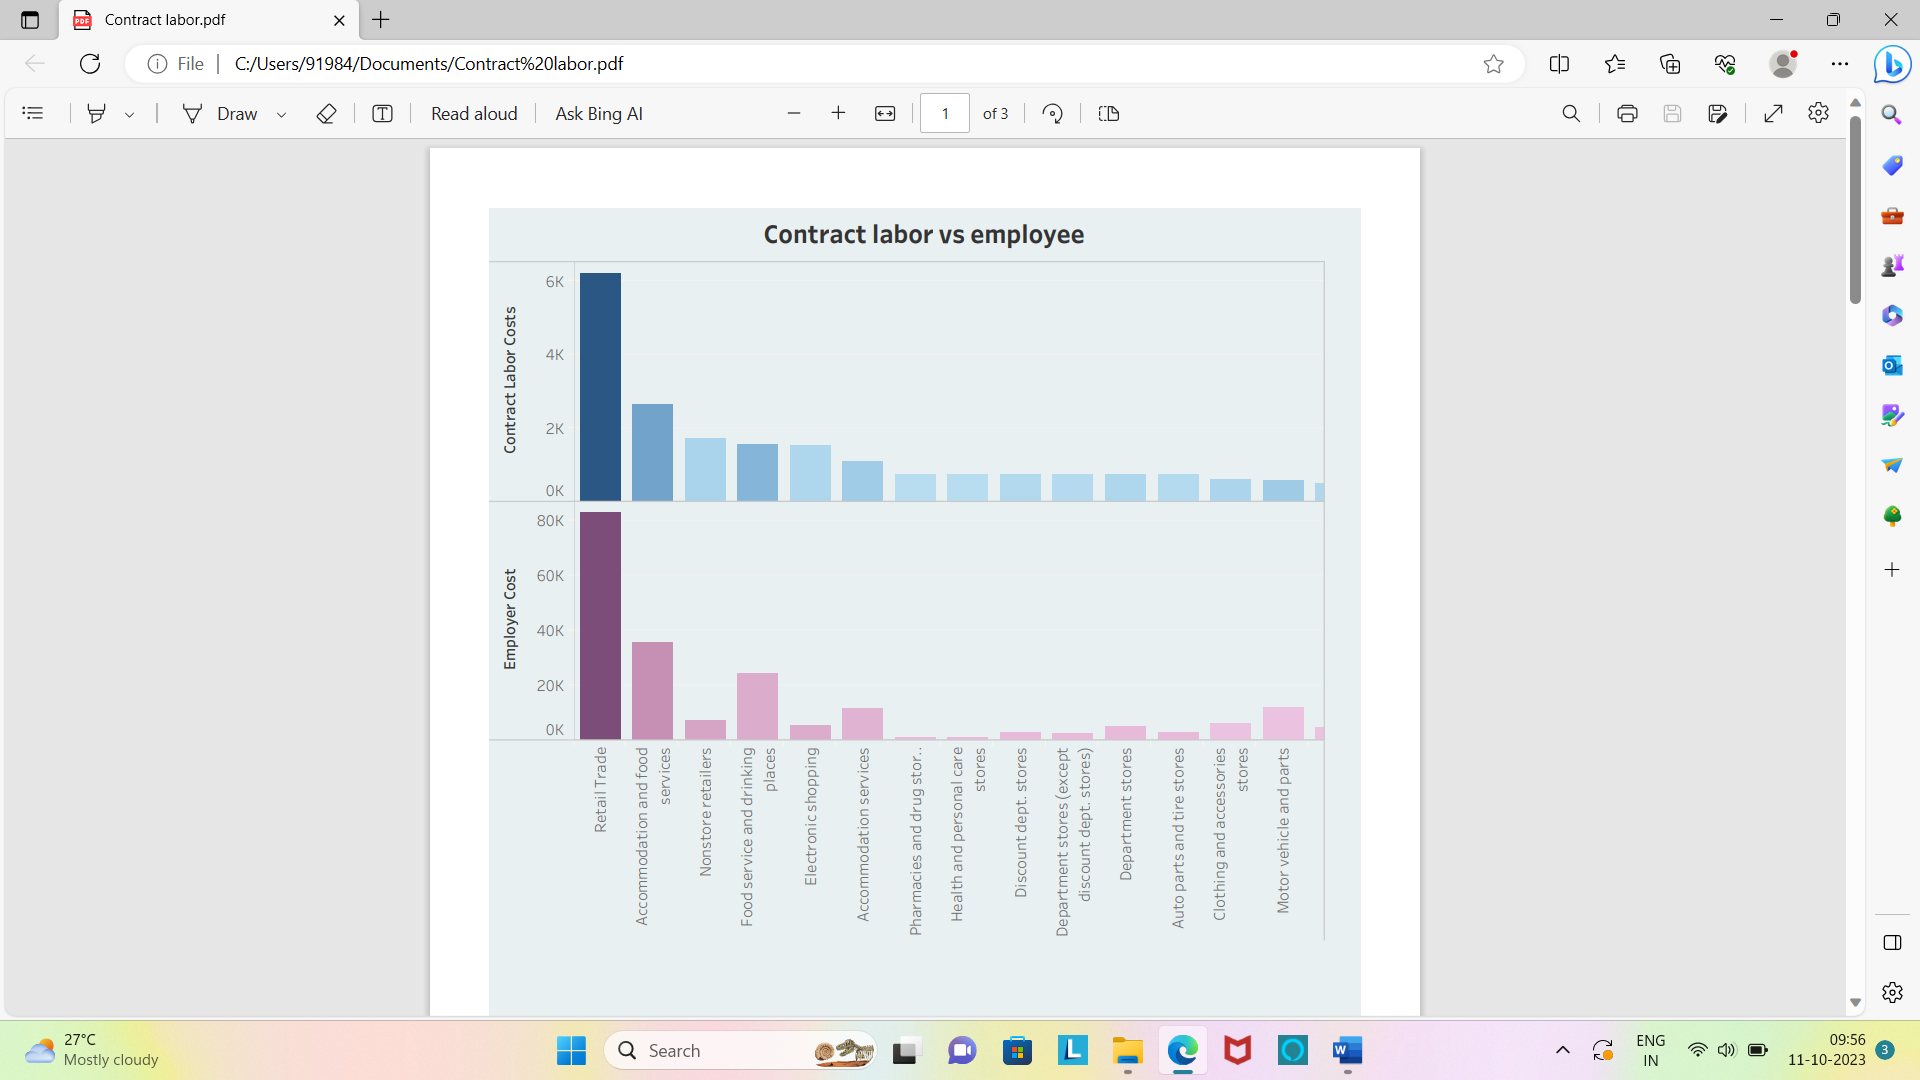 Contract labor.pdf
File
C:/Users/91984/Documents/Contract%20labor.pdf
Draw
Read aloud
Ask Bing AI
1
of 3
Contract labor vs employee
Contract Labor Costs
6K
4K
2K
0K
Employer Cost
80K
60K
40K
20K
0K
Retail Trade
Accommodation and food
services
Nonstore retailers
Food service and drinking
places
Electronic shopping
Accommodation services
Pharmacies and drug stor..
Health and personal care
stores
Discount dept. stores
Department stores (except
discount dept. stores)
Department stores
Auto parts and tire stores
Clothing and accessories
stores
Motor vehicle and parts
27°C
Mostly cloudy
Search
ENG
IN
09:56
11-10-2023
3